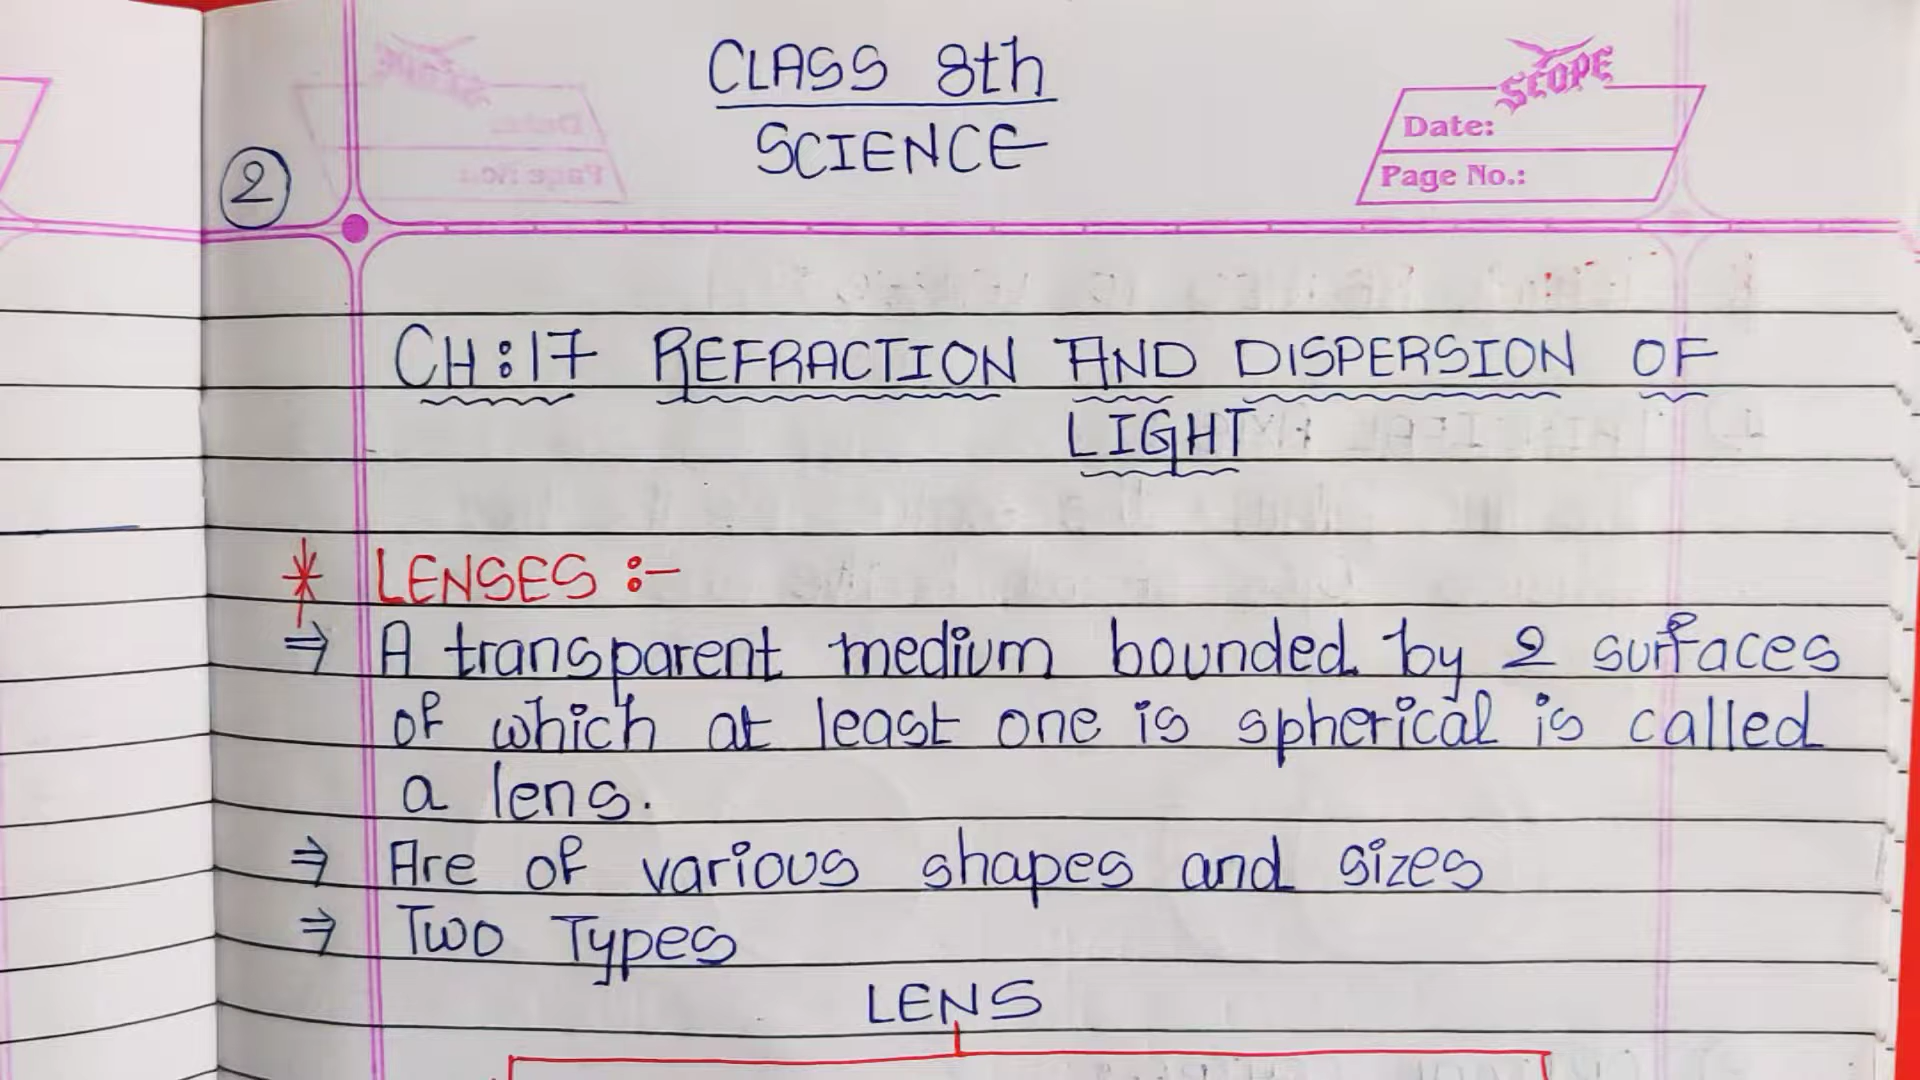 CLASS 8th
SCIENCE
SCOPE
Date:
Page No.:
2
CH:17 REFRACTION AND DISPERSION OF
LIGHT
* LENSES :-
⇒ A transparent medium bounded by 2 surfaces
of which at least one is spherical is called
a lens.
⇒ Are of various shapes and sizes
⇒ Two Types
LENS